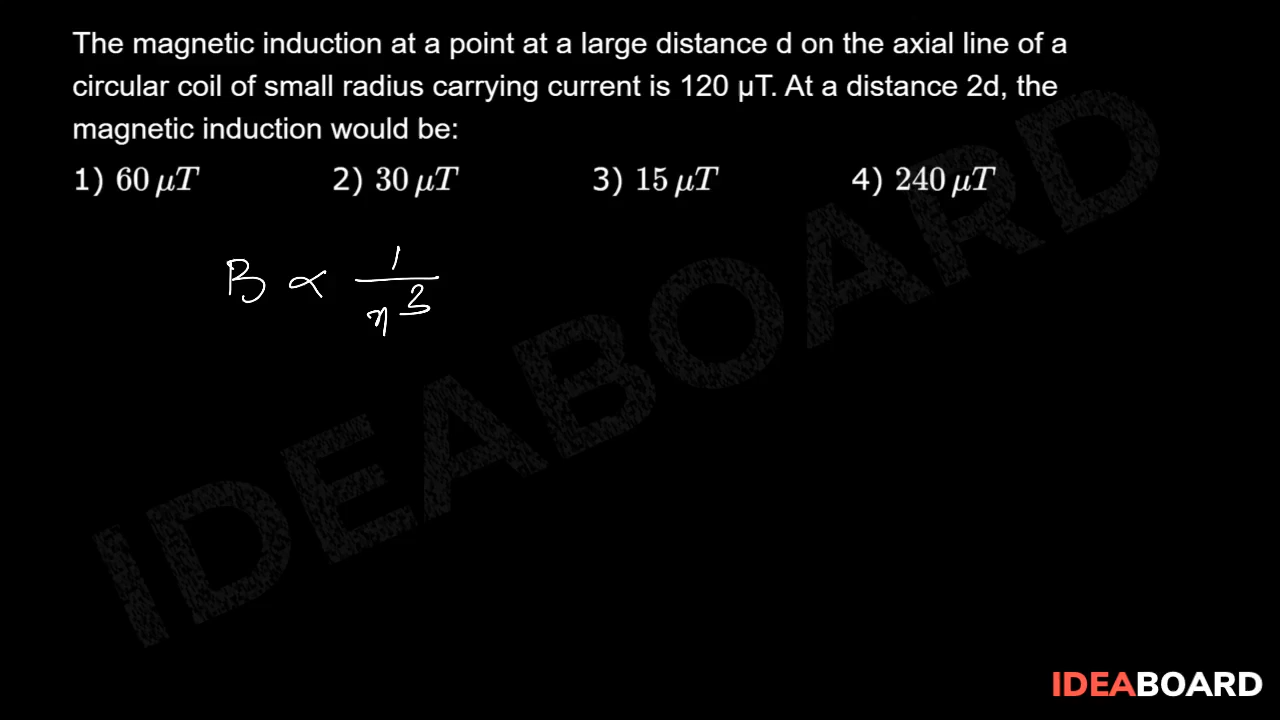 The magnetic induction at a point at a large distance d on the axial line of a
circular coil of small radius carrying current is 120 μT. At a distance 2d, the
magnetic induction would be:
1) 60 μT 2) 30 μT 3) 15 μT 4) 240 μT
B ∝ 1/r³
IDEABOARD
IDEABOARD